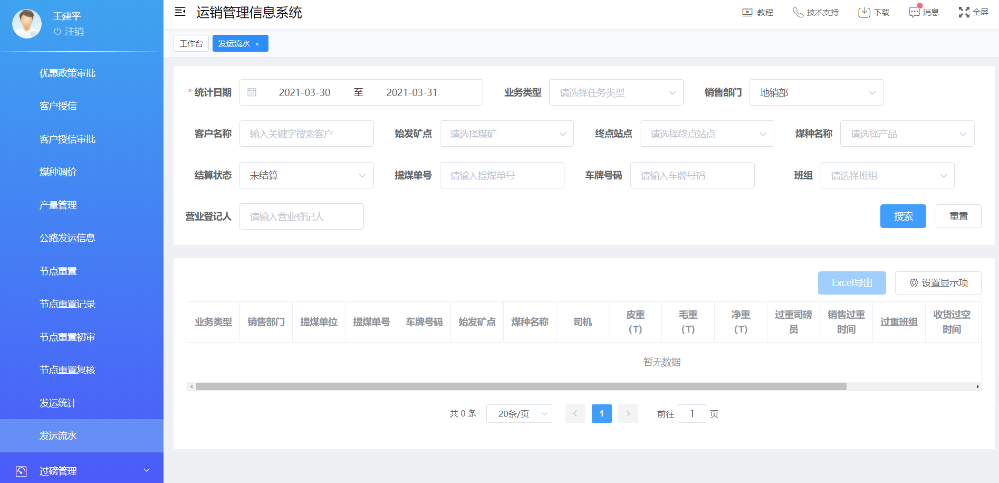 王建平
注销
优惠政策审批
客户授信
客户授信审批
煤种调价
产量管理
公路发运信息
节点重置
节点重置记录
节点重置初审
节点重置复核
发运统计
发运流水
过磅管理
运销管理信息系统
教程 技术支持 下载 消息 全屏
工作台 发运流水 ×
* 统计日期 2021-03-30 至 2021-03-31 业务类型 请选择任务类型 销售部门 地销部
客户名称 输入关键字搜索客户 始发矿点 请选择煤矿 终点站点 请选择终点站点 煤种名称 请选择产品
结算状态 未结算 提煤单号 请输入提煤单号 车牌号码 请输入车牌号码 班组 请选择班组
营业登记人 请输入营业登记人 搜索 重置
Excel导出 设置显示项
业务类型 销售部门 提煤单位 提煤单号 车牌号码 始发矿点 煤种名称 司机 皮重(T) 毛重(T) 净重(T) 过重司磅员 销售过重时间 过重班组 收货过空时间
暂无数据
共 0 条 20条/页 1 前往 1 页